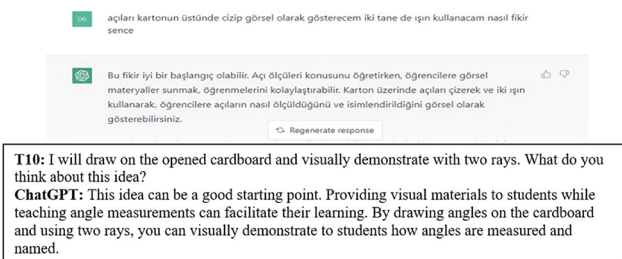 OG
açıları kartonun üstünde cizip görsel olarak gösterecem iki tane de ışın kullanacam nasıl fikir
sence
Bu fikir iyi bir başlangıç olabilir. Açı ölçüleri konusunu öğretirken, öğrencilere görsel
materyaller sunmak, öğrenmelerini kolaylaştırabilir. Karton üzerinde açıları çizerek ve iki ışın
kullanarak, öğrencilere açıların nasıl ölçüldüğünü ve isimlendirildiğini görsel olarak
gösterebilirsiniz.
Regenerate response
T10: I will draw on the opened cardboard and visually demonstrate with two rays. What do you
think about this idea?
ChatGPT: This idea can be a good starting point. Providing visual materials to students while
teaching angle measurements can facilitate their learning. By drawing angles on the cardboard
and using two rays, you can visually demonstrate to students how angles are measured and
named.